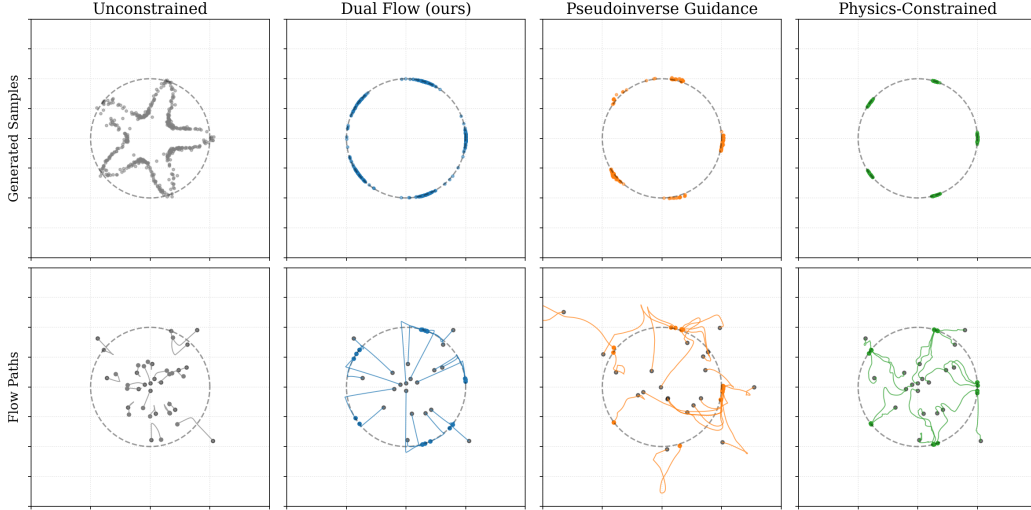 Unconstrained
Dual Flow (ours)
Pseudoinverse Guidance
Physics-Constrained
Generated Samples
Flow Paths